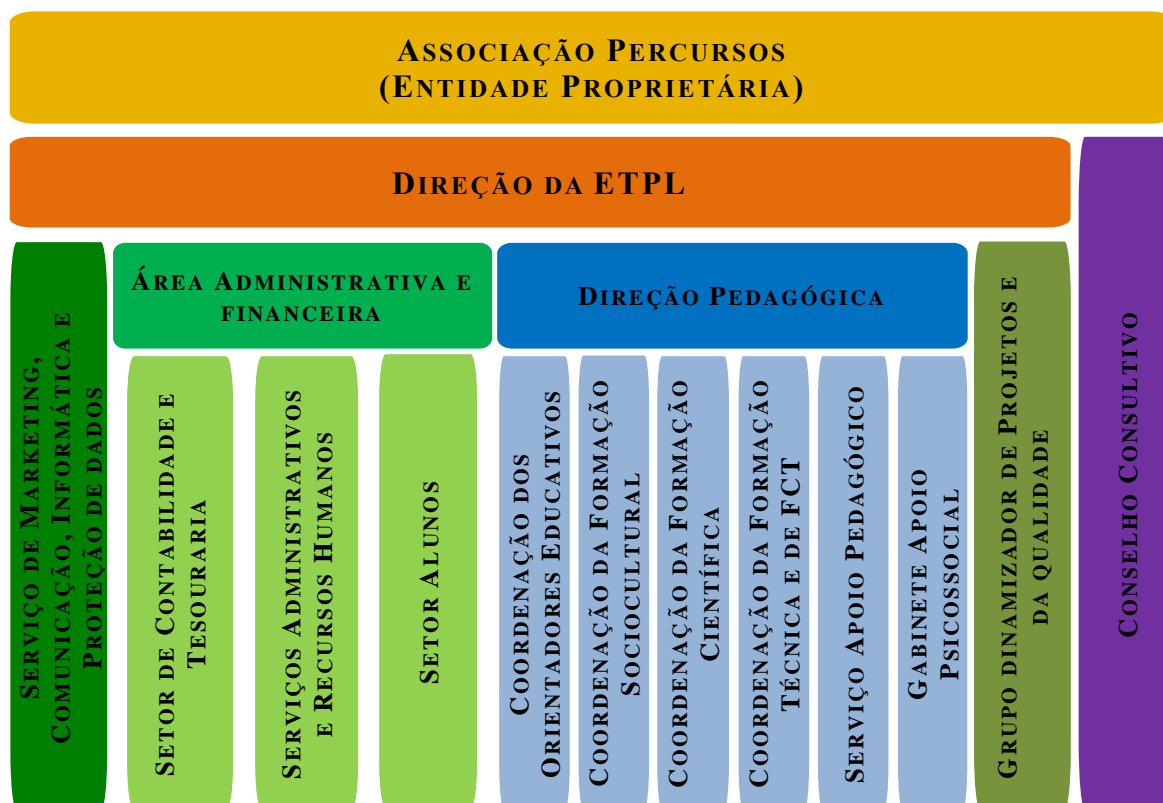 Associação Percursos
(Entidade Proprietária)
Direção da ETPL
Área Administrativa e
financeira
Direção Pedagógica
Serviço de Marketing,
Comunicação, Informática e
Proteção de dados
Setor de Contabilidade e
Tesouraria
Serviços Administrativos
e Recursos Humanos
Setor Alunos
Coordenação dos
Orientadores Educativos
Coordenação da Formação
Sociocultural
Coordenação da Formação
Científica
Coordenação da Formação
Técnica e de FCT
Serviço Apoio Pedagógico
Gabinete Apoio
Psicossocial
Grupo dinamizador de Projetos e
da qualidade
Conselho Consultivo